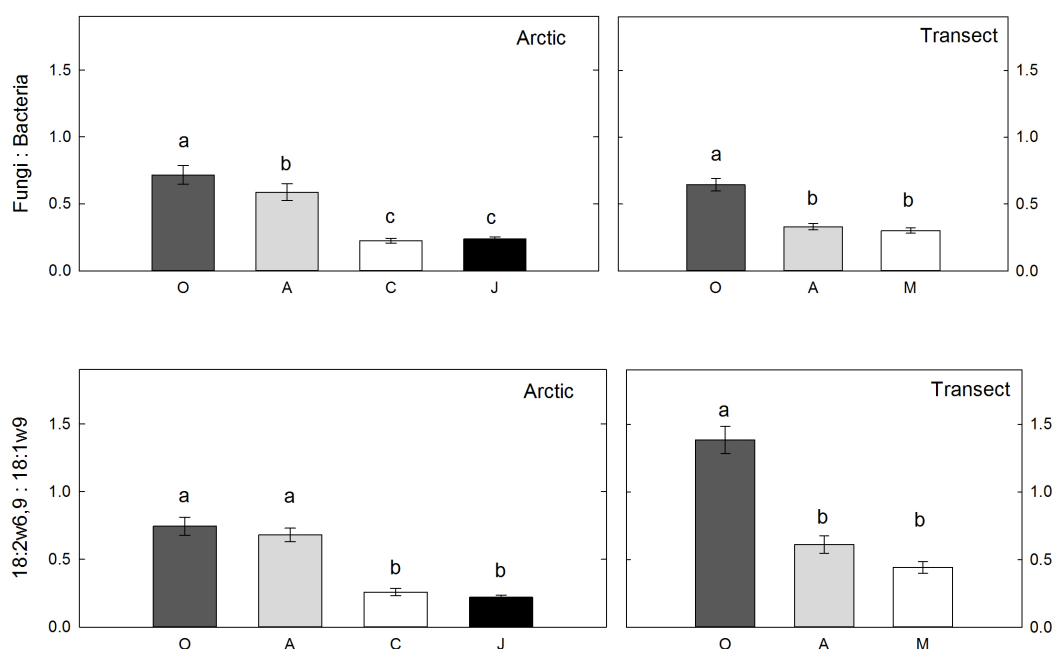 Arctic Transect
Fungi : Bacteria
1.5 1.5
1.0 1.0
0.5 0.5
0.0 0.0
a b c c a b b
O A C J O A M
Arctic Transect
18:2w6,9 : 18:1w9
1.5 1.5
1.0 1.0
0.5 0.5
0.0 0.0
a a b b a b b
O A C J O A M